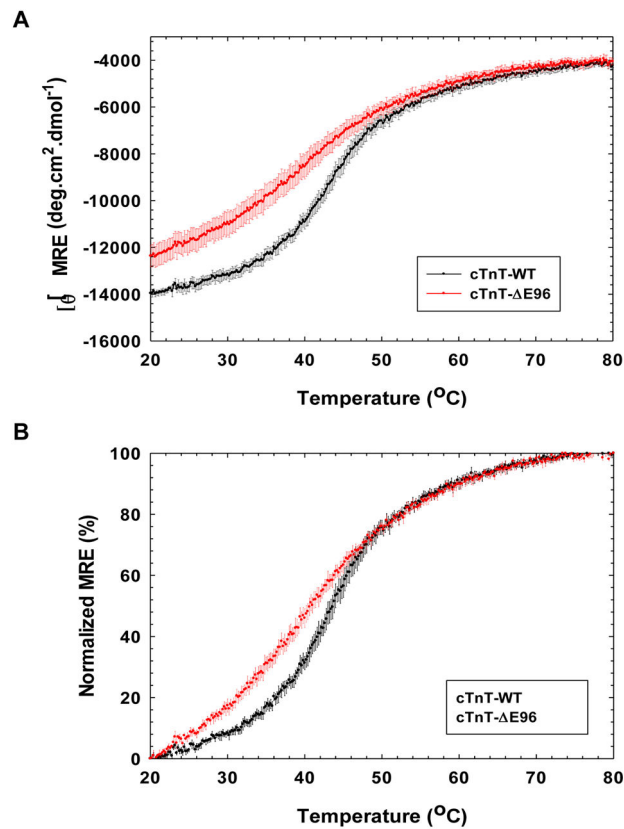 A
-4000
-6000
-8000
-10000
-12000
-14000
-16000
[θ] MRE (deg.cm².dmol⁻¹)
cTnT-WT
cTnT-ΔE96
20 30 40 50 60 70 80
Temperature (⁰C)
B
100
80
60
40
20
0
Normalized MRE (%)
cTnT-WT
cTnT-ΔE96
20 30 40 50 60 70 80
Temperature (⁰C)